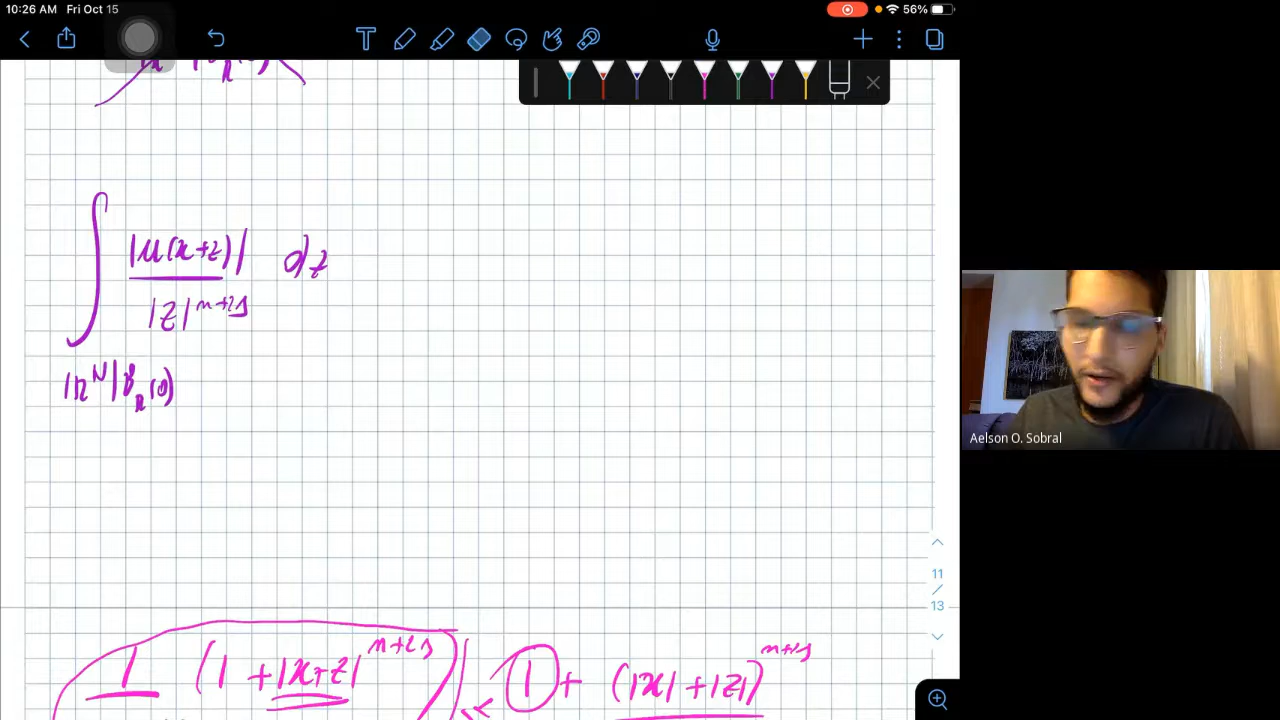 10:26 AM Fri Oct 15
56%
T
∫ |u(x+z)| / |z|^{n+2s} dz
ℝ^N \ B_r(0)
11
/
13
1 (1 + |x+z|^{n+2s}) ≤ 1 + (|x| + |z|)^{n+2s}
Aelson O. Sobral